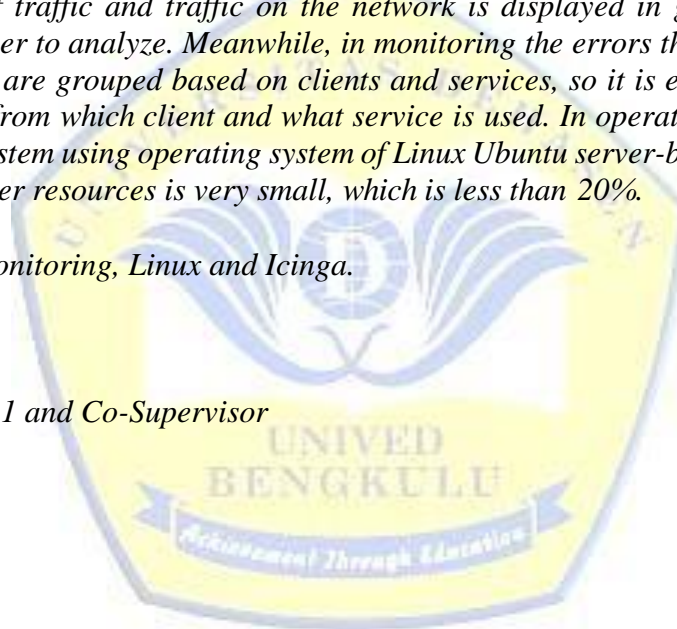 f traffic and traffic on the network is displayed in g
er to analyze. Meanwhile, in monitoring the errors th
are grouped based on clients and services, so it is e
from which client and what service is used. In operat
stem using operating system of Linux Ubuntu server-b
er resources is very small, which is less than 20%.
onitoring, Linux and Icinga.
1 and Co-Supervisor
UNIVED
BENGKULU
Achievement Through Education